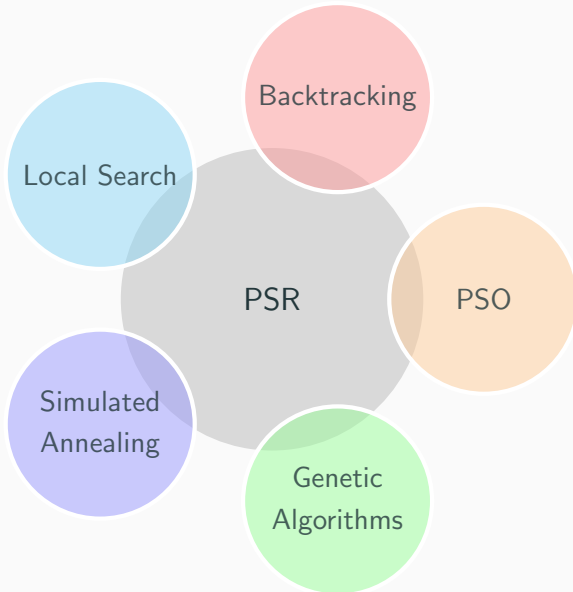 Backtracking
Local Search
PSR
PSO
Simulated
Annealing
Genetic
Algorithms